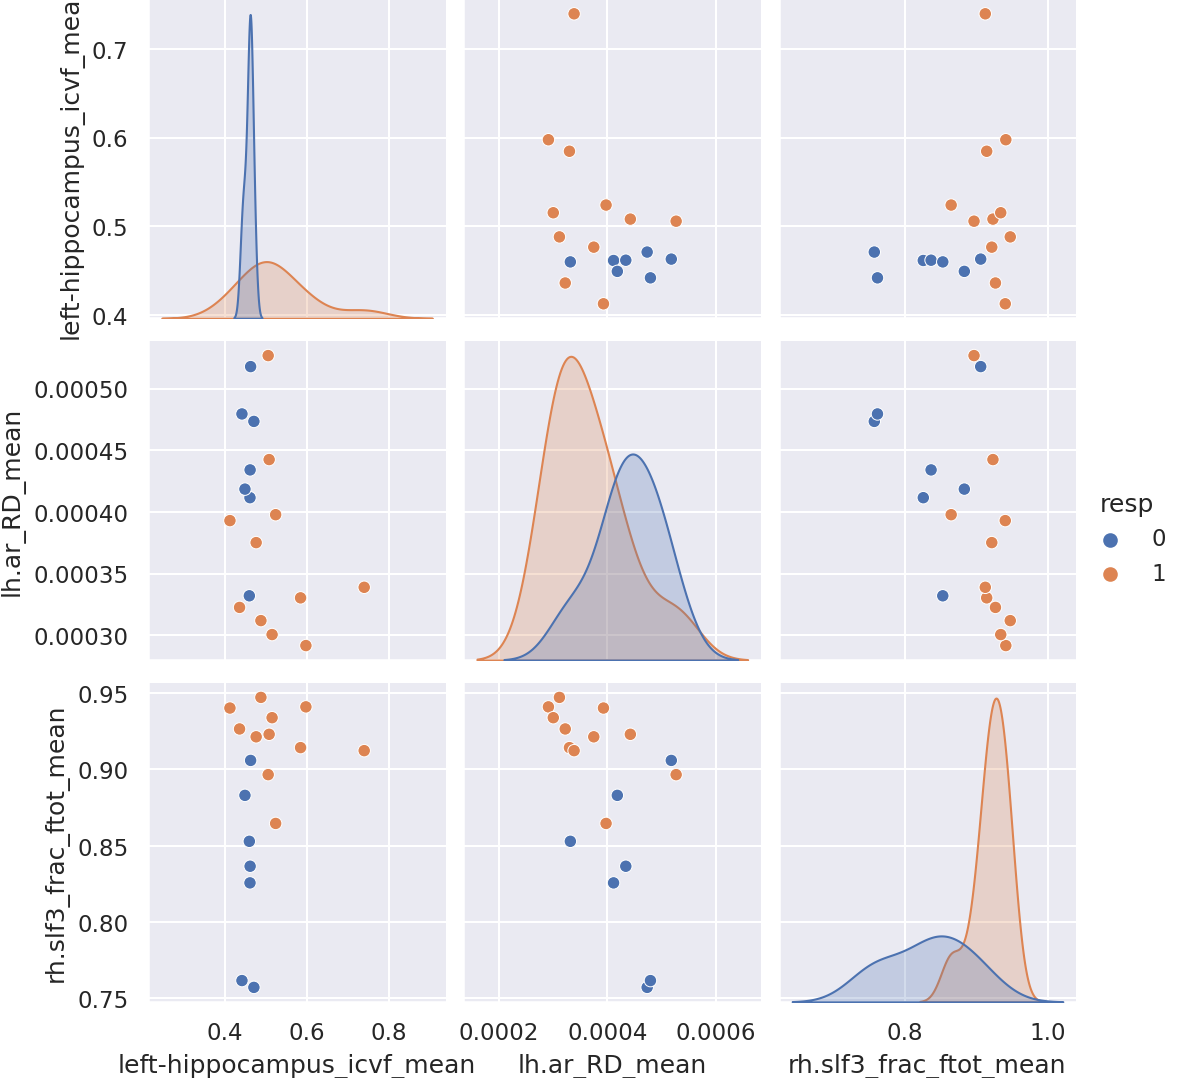 left-hippocampus_icvf_mea
0.7
0.6
0.5
0.4
lh.ar_RD_mean
0.00050
0.00045
0.00040
0.00035
0.00030
resp
0
1
rh.slf3_frac_ftot_mean
0.95
0.90
0.85
0.80
0.75
0.4 0.6 0.8 0.0002 0.0004 0.0006 0.8 1.0
left-hippocampus_icvf_mean lh.ar_RD_mean rh.slf3_frac_ftot_mean